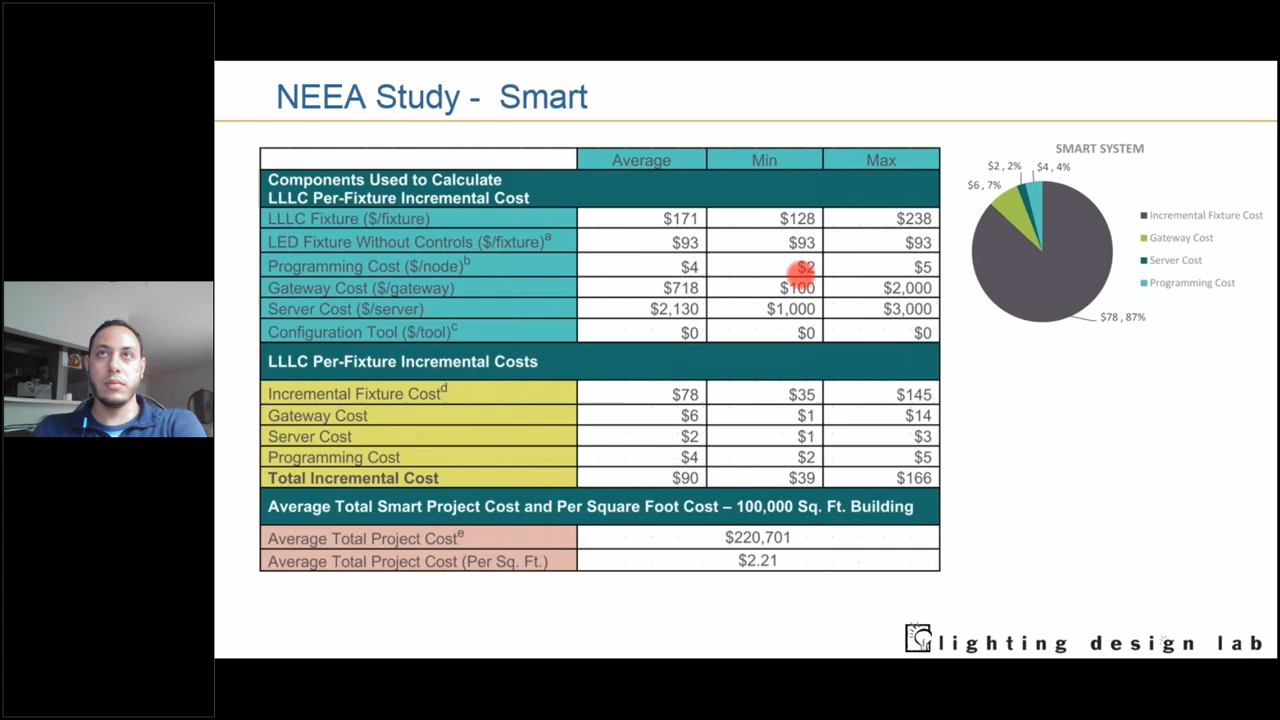 NEEA Study - Smart
Average Min Max
Components Used to Calculate
LLLC Per-Fixture Incremental Cost
LLLC Fixture ($/fixture) $171 $128 $238
LED Fixture Without Controls ($/fixture)a $93 $93 $93
Programming Cost ($/node)b $4 $2 $5
Gateway Cost ($/gateway) $718 $100 $2,000
Server Cost ($/server) $2,130 $1,000 $3,000
Configuration Tool ($/tool)c $0 $0 $0
LLLC Per-Fixture Incremental Costs
Incremental Fixture Costd $78 $35 $145
Gateway Cost $6 $1 $14
Server Cost $2 $1 $3
Programming Cost $4 $2 $5
Total Incremental Cost $90 $39 $166
Average Total Smart Project Cost and Per Square Foot Cost – 100,000 Sq. Ft. Building
Average Total Project Coste $220,701
Average Total Project Cost (Per Sq. Ft.) $2.21
SMART SYSTEM
$2 , 2% $4 , 4%
$6 , 7%
$78 , 87%
Incremental Fixture Cost
Gateway Cost
Server Cost
Programming Cost
lighting design lab